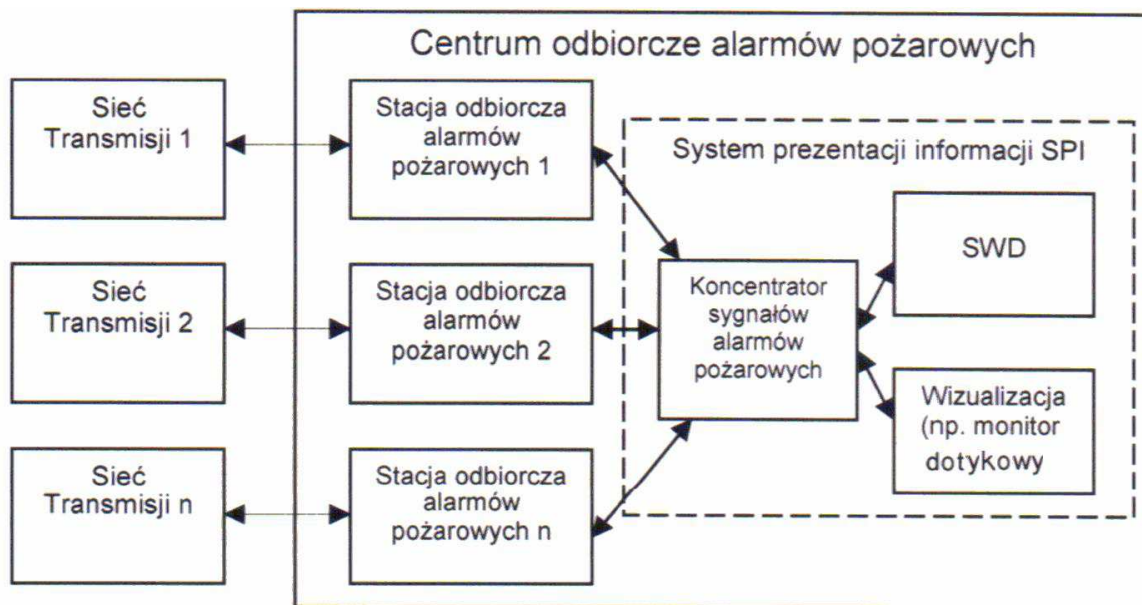 Centrum odbiorcze alarmów pożarowych
Sieć
Transmisji 1
Stacja odbiorcza
alarmów
pożarowych 1
System prezentacji informacji SPI
SWD
Sieć
Transmisji 2
Stacja odbiorcza
alarmów
pożarowych 2
Koncentrator
sygnałów
alarmów
pożarowych
Wizualizacja
(np. monitor
dotykowy
Sieć
Transmisji n
Stacja odbiorcza
alarmów
pożarowych n